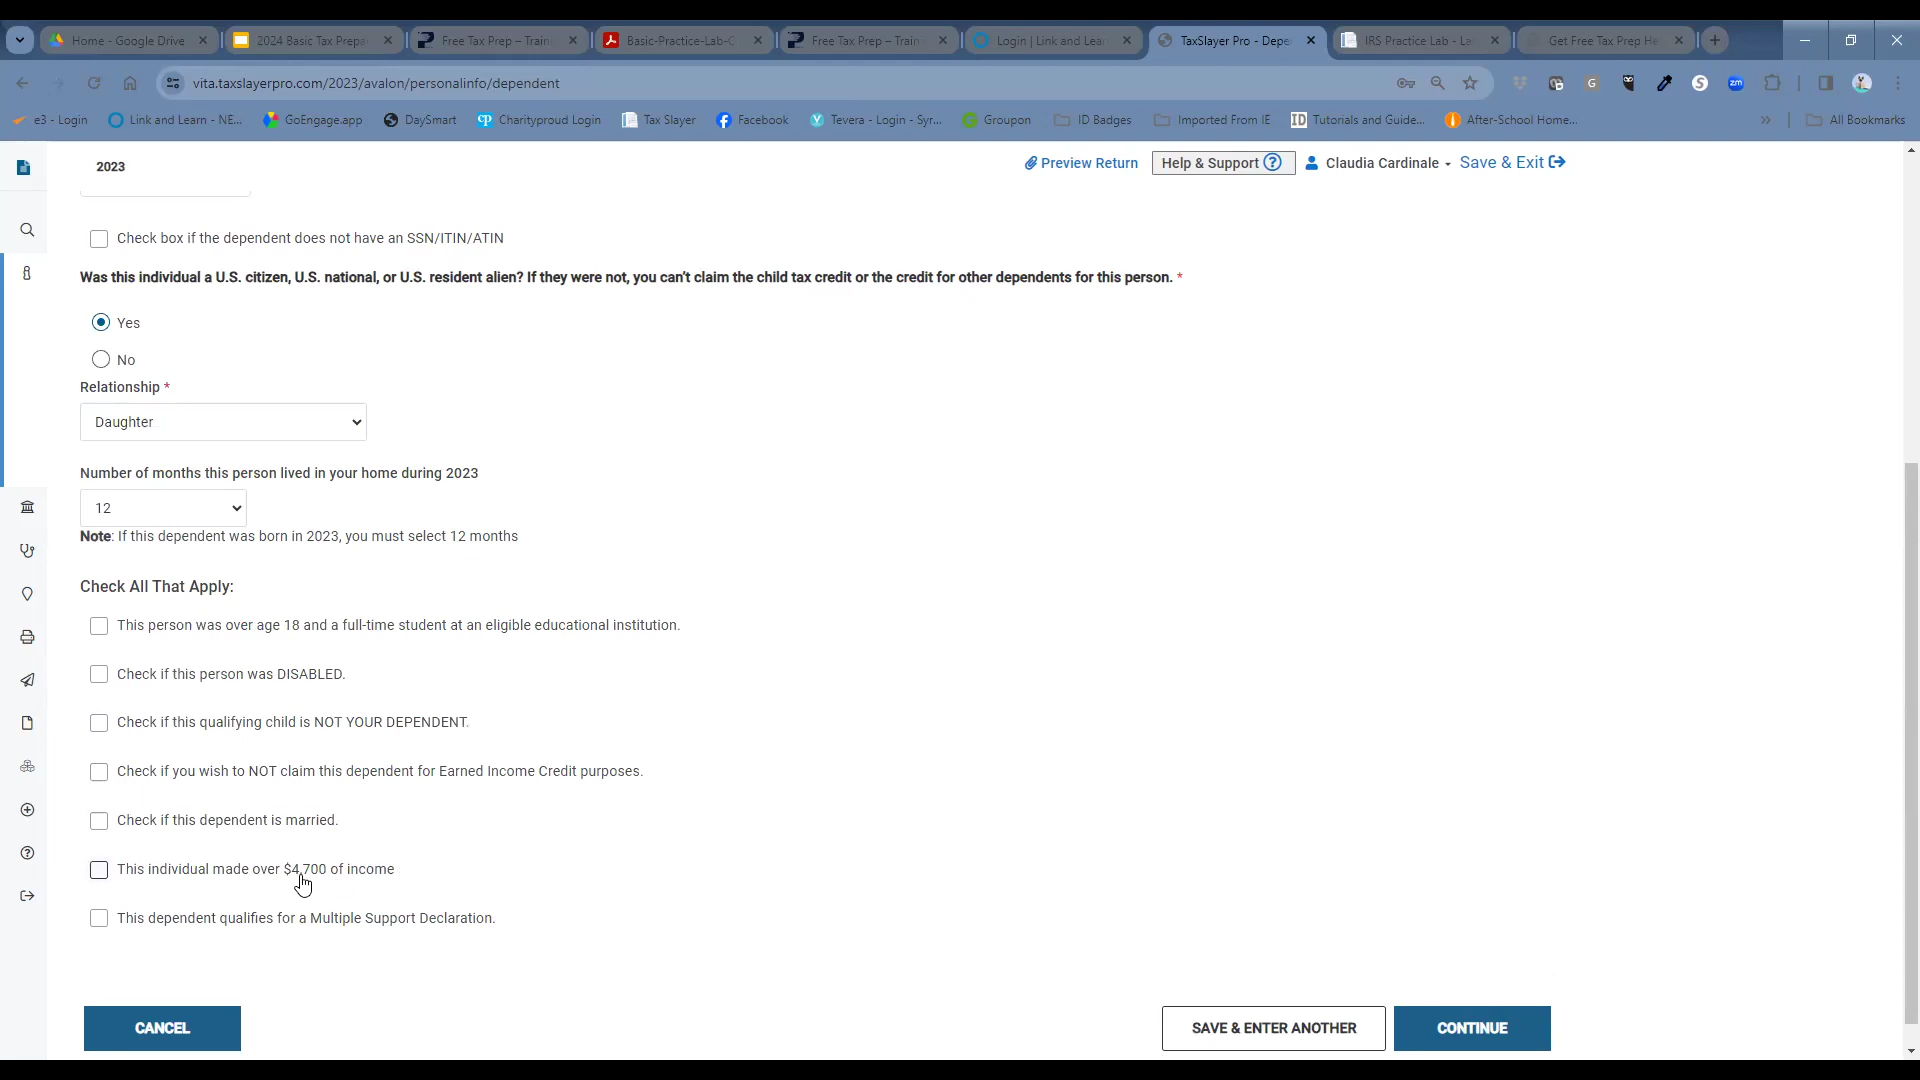 Home - Google Drive
2024 Basic Tax Prepa
Free Tax Prep – Train
Basic-Practice-Lab-C
Free Tax Prep – Train
Login | Link and Lea
TaxSlayer Pro - Depe
IRS Practice Lab - La
Get Free Tax Prep He
vita.taxslayerpro.com/2023/avalon/personalinfo/dependent
e3 - Login
Link and Learn - NE...
GoEngage.app
DaySmart
Charityproud Login
Tax Slayer
Facebook
Tevera - Login - Syr...
Groupon
ID Badges
Imported From IE
Tutorials and Guide...
After-School Home...
All Bookmarks
2023
Preview Return
Help & Support
Claudia Cardinale
Save & Exit
Check box if the dependent does not have an SSN/ITIN/ATIN
Was this individual a U.S. citizen, U.S. national, or U.S. resident alien? If they were not, you can't claim the child tax credit or the credit for other dependents for this person. *
Yes
No
Relationship *
Daughter
Number of months this person lived in your home during 2023
12
Note: If this dependent was born in 2023, you must select 12 months
Check All That Apply:
This person was over age 18 and a full-time student at an eligible educational institution.
Check if this person was DISABLED.
Check if this qualifying child is NOT YOUR DEPENDENT.
Check if you wish to NOT claim this dependent for Earned Income Credit purposes.
Check if this dependent is married.
This individual made over $4,700 of income
This dependent qualifies for a Multiple Support Declaration.
CANCEL
SAVE & ENTER ANOTHER
CONTINUE